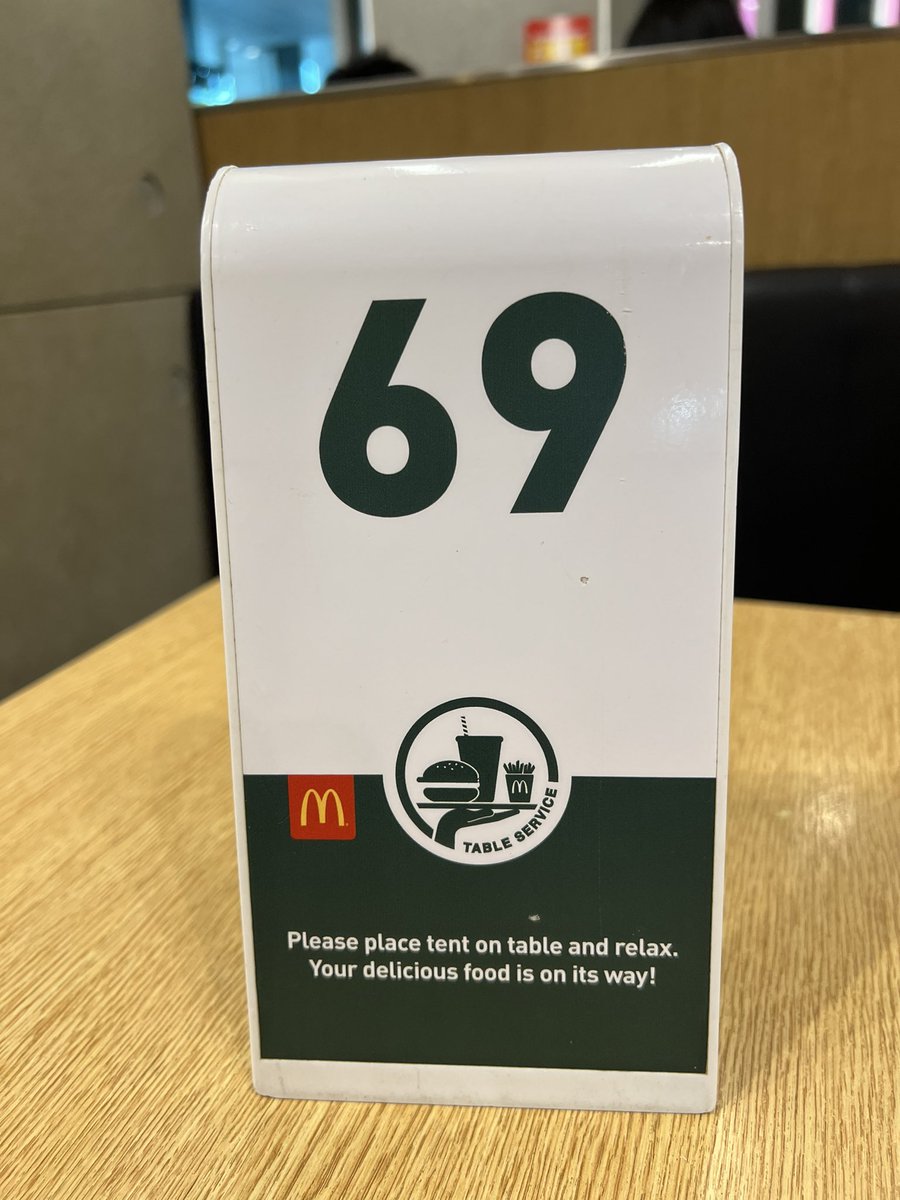 69
TABLE SERVICE
Please place tent on table and relax.
Your delicious food is on its way!